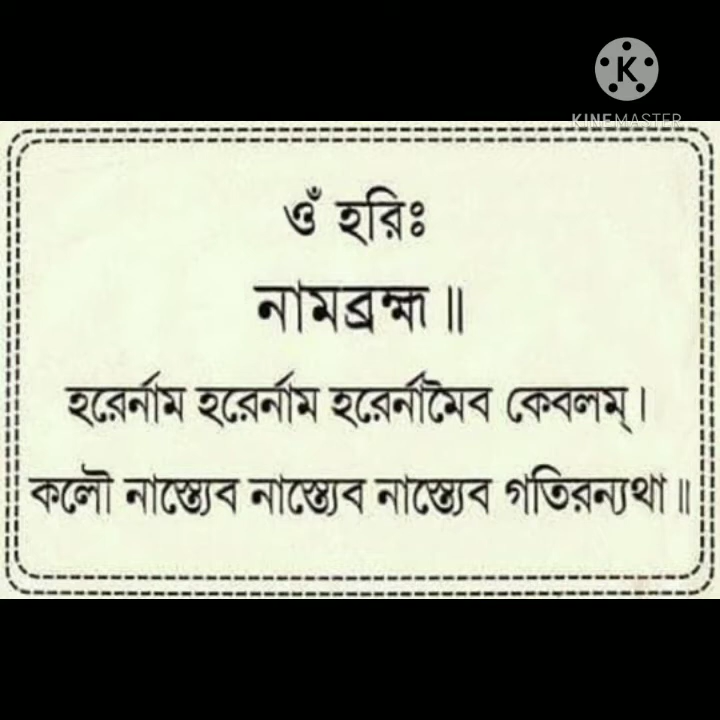 KINEMASTER
ওঁ হরিঃ
নামব্রহ্ম ॥
হরের্নাম হরের্নাম হরের্নামৈব কেবলম্।
কলৌ নাস্ত্যেব নাস্ত্যেব নাস্ত্যেব গতিরন্যথা॥